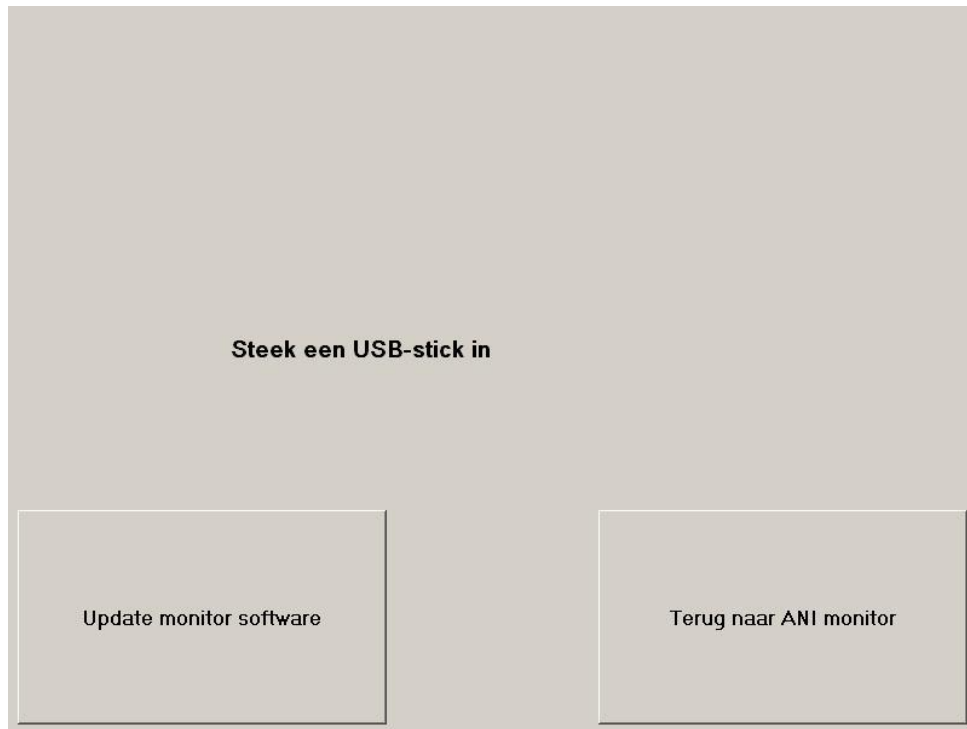 Steek een USB-stick in
Update monitor software
Terug naar ANI monitor